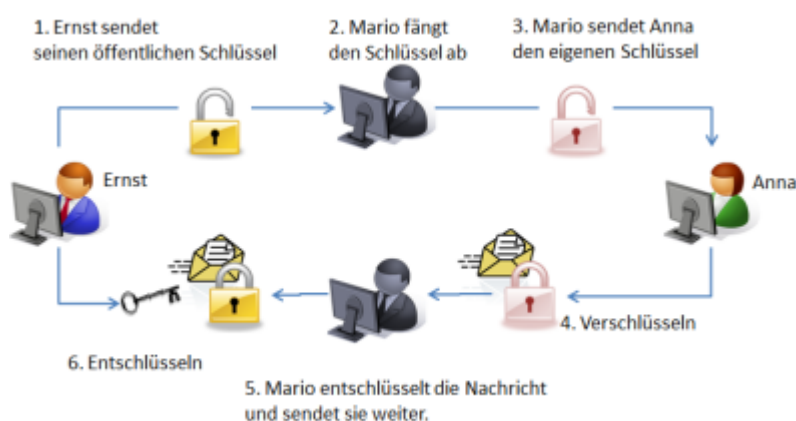 1. Ernst sendet
seinen öffentlichen Schlüssel
2. Mario fängt
den Schlüssel ab
3. Mario sendet Anna
den eigenen Schlüssel
Ernst
Anna
4. Verschlüsseln
6. Entschlüsseln
5. Mario entschlüsselt die Nachricht
und sendet sie weiter.